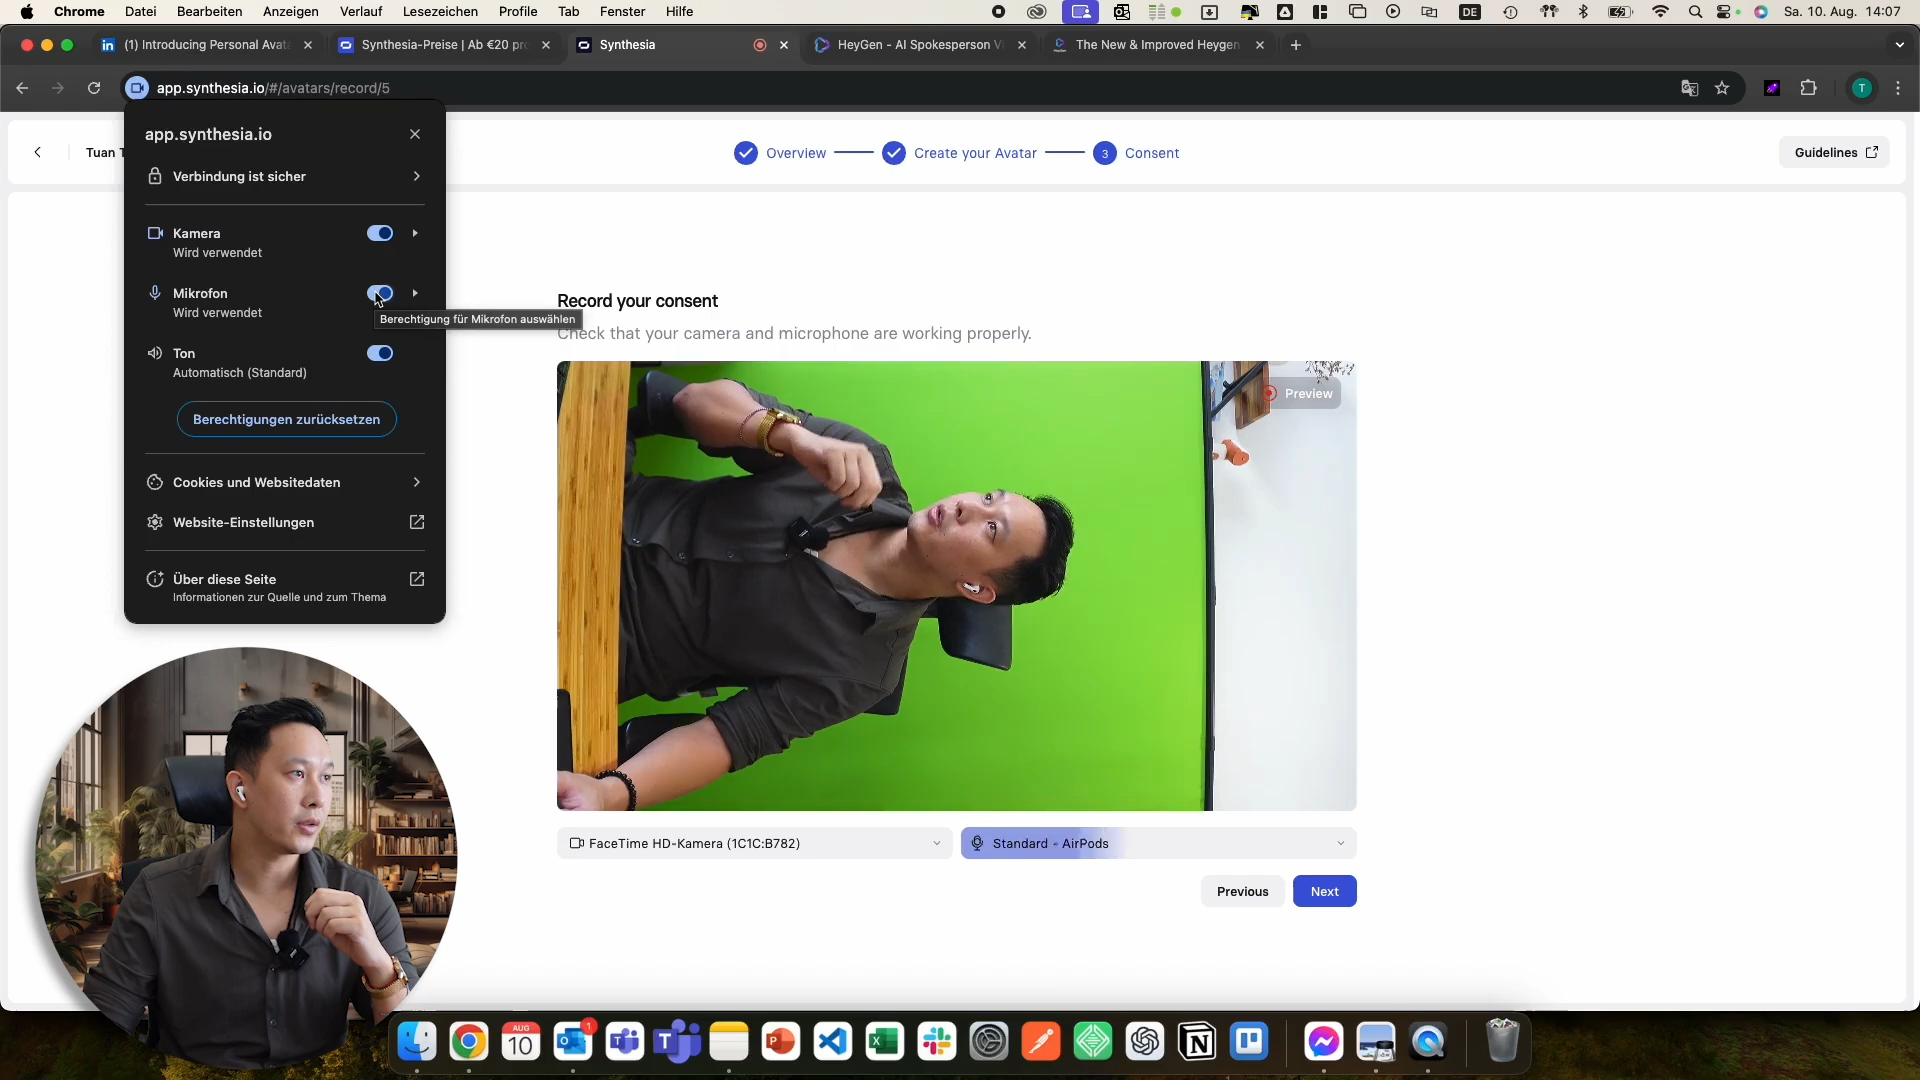 Chrome Datei Bearbeiten Anzeigen Verlauf Lesezeichen Profile Tab Fenster Hilfe DE Sa. 10. Aug. 14:07
(1) Introducing Personal Avat
Synthesia-Preise | Ab €20 pro
Synthesia
HeyGen - AI Spokesperson V
The New & Improved Heygen
app.synthesia.io/#/avatars/record/5
T
app.synthesia.io
Verbindung ist sicher
Kamera
Wird verwendet
Mikrofon
Wird verwendet
Berechtigung für Mikrofon auswählen
Ton
Automatisch (Standard)
Berechtigungen zurücksetzen
Cookies und Websitedaten
Website-Einstellungen
Über diese Seite
Informationen zur Quelle und zum Thema
Tuan T
Overview
Create your Avatar
3 Consent
Guidelines
Record your consent
Check that your camera and microphone are working properly.
Preview
FaceTime HD-Kamera (1C1C:B782)
Standard - AirPods
Previous
Next
AUG
10
1